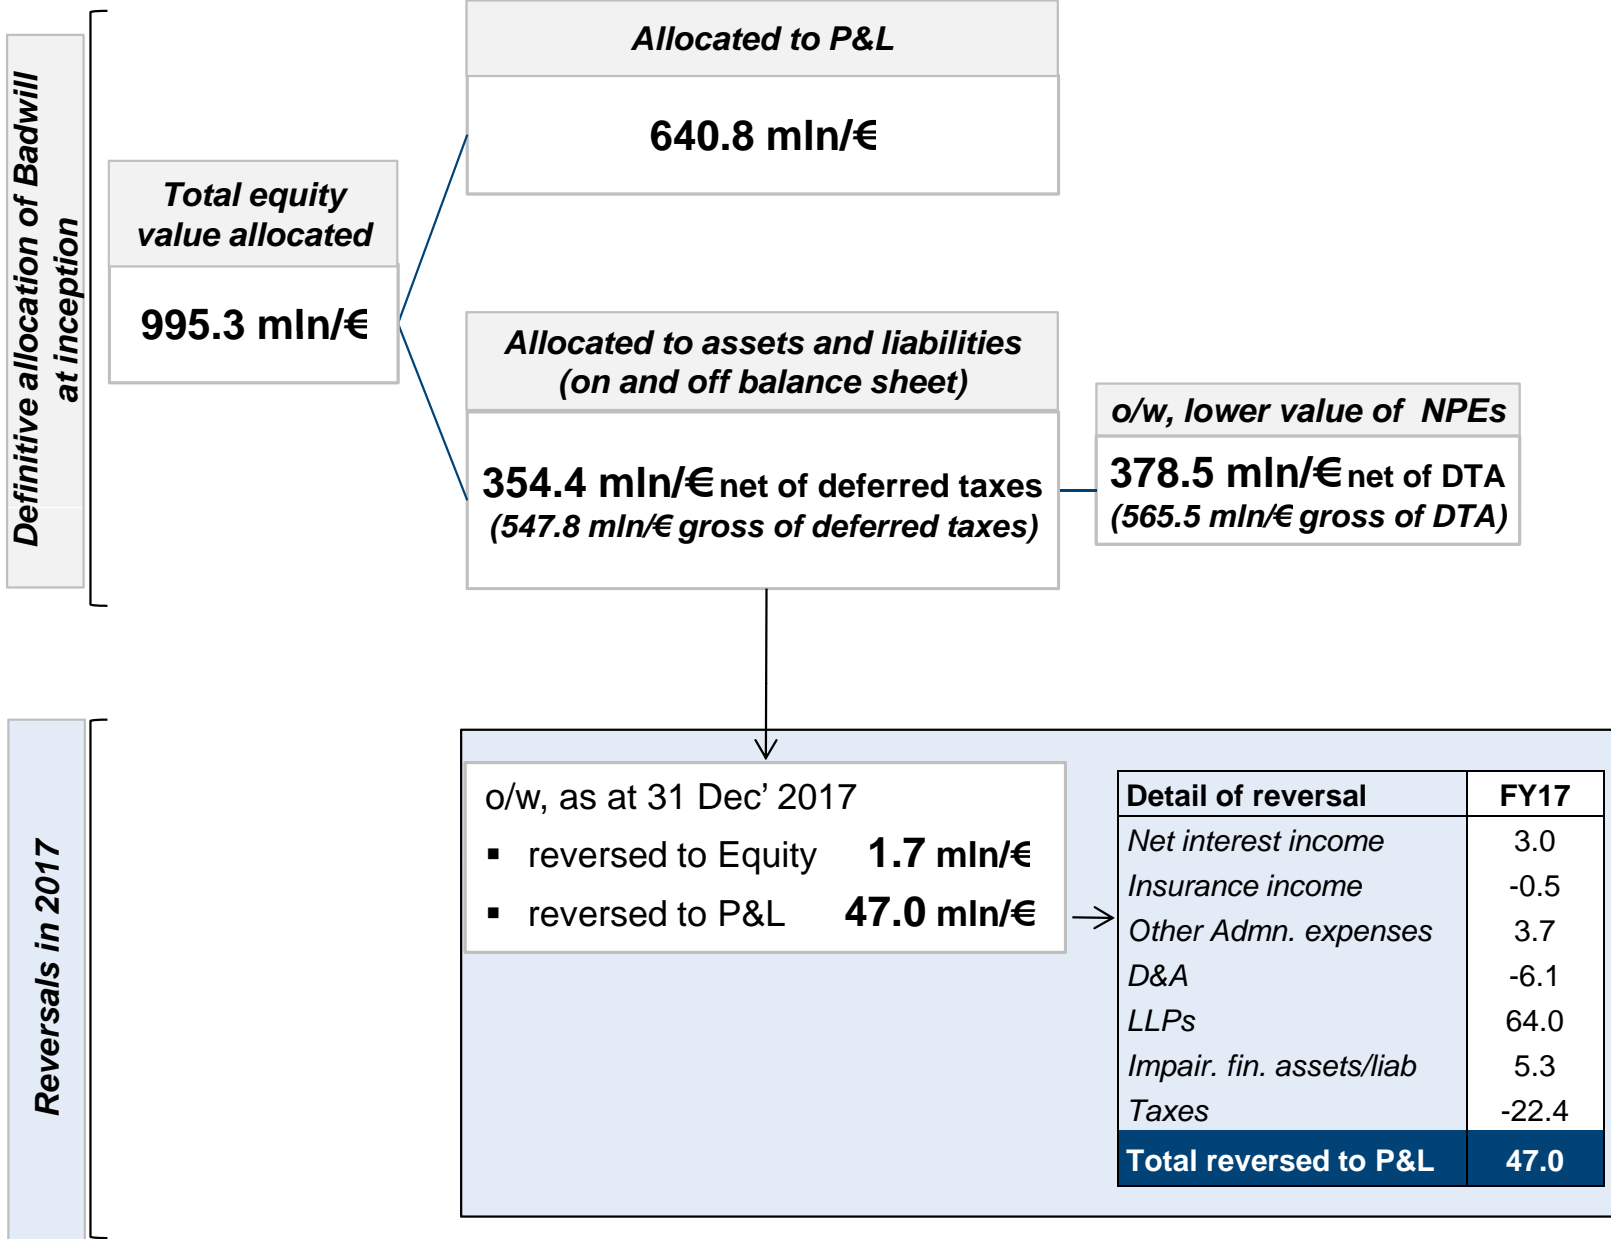 Definitive allocation of Badwill
at inception
Allocated to P&L
640.8 mln/€
Total equity
value allocated
995.3 mln/€
Allocated to assets and liabilities
(on and off balance sheet)
354.4 mln/€ net of deferred taxes
(547.8 mln/€ gross of deferred taxes)
o/w, lower value of NPEs
378.5 mln/€ net of DTA
(565.5 mln/€ gross of DTA)
Reversals in 2017
o/w, as at 31 Dec’ 2017
▪ reversed to Equity 1.7 mln/€
▪ reversed to P&L 47.0 mln/€
Detail of reversal FY17
Net interest income 3.0
Insurance income -0.5
Other Admn. expenses 3.7
D&A -6.1
LLPs 64.0
Impair. fin. assets/liab 5.3
Taxes -22.4
Total reversed to P&L 47.0